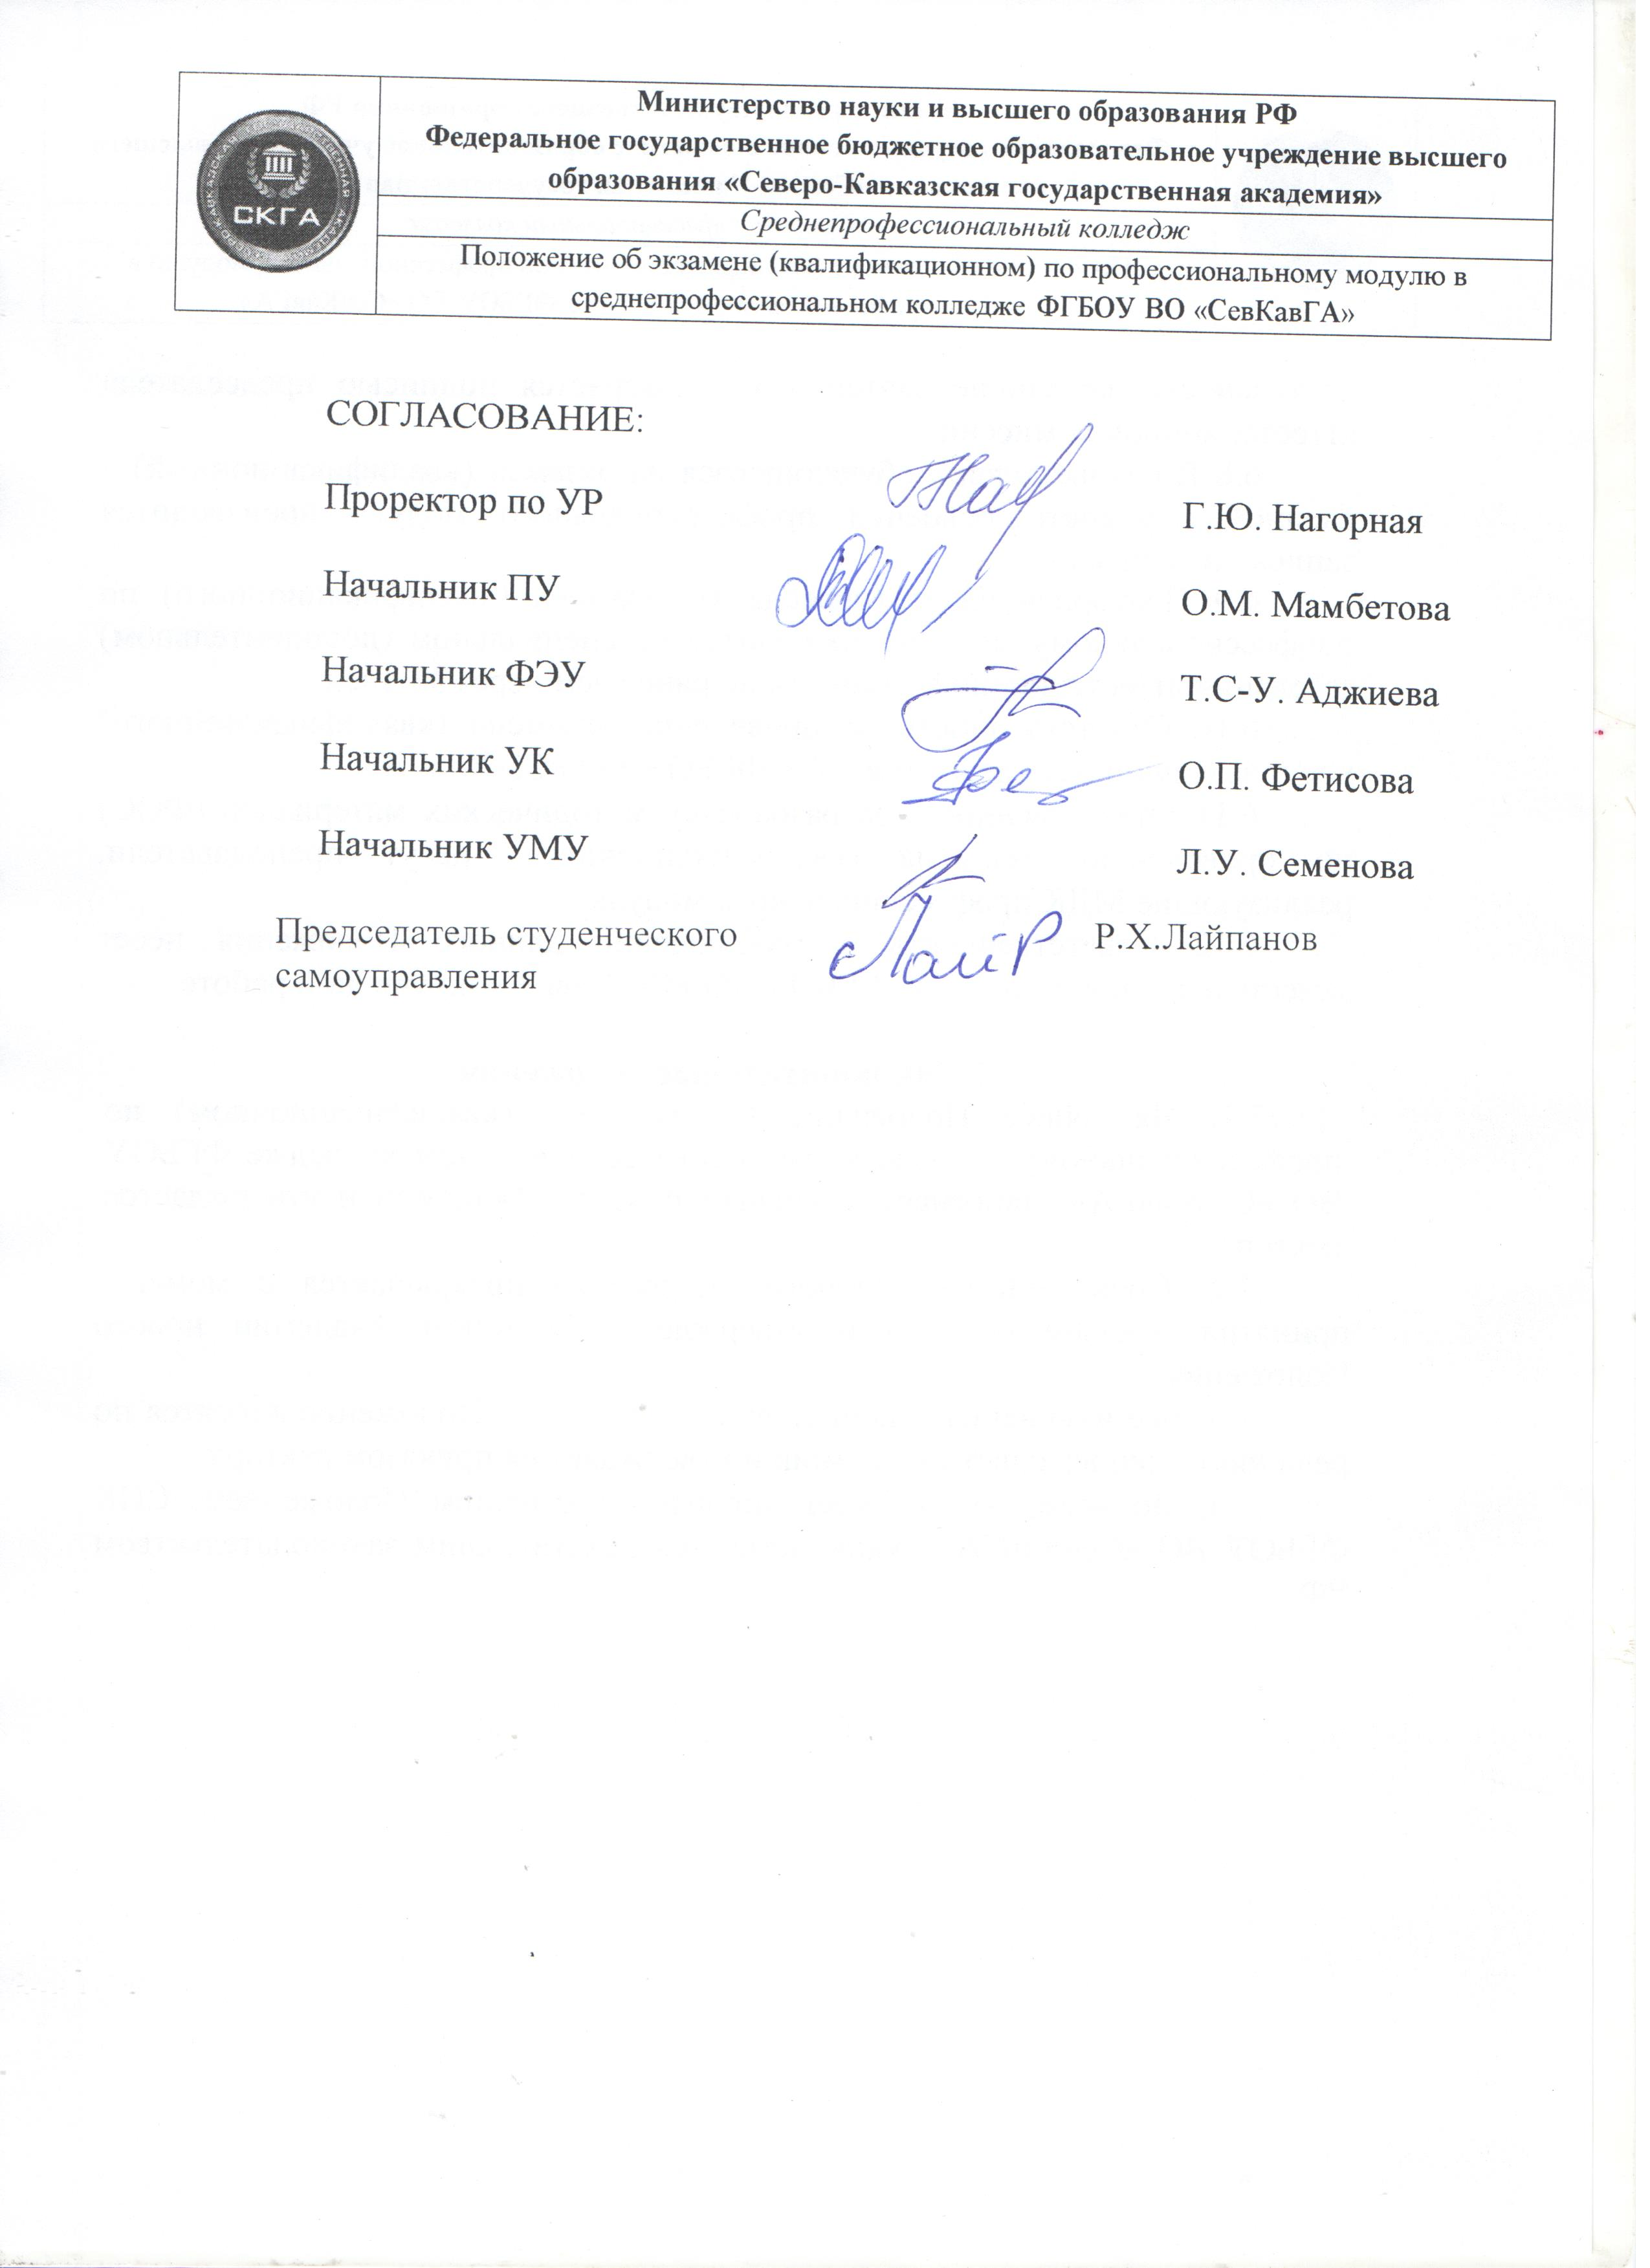 Министерство науки и высшего образования РФ
Федеральное государственное бюджетное образовательное учреждение высшего
образования «Северо-Кавказская государственная академия»
СКГА
Среднепрофессиональный колледж
Положение об экзамене (квалификационном) по профессиональному модулю в
среднепрофессиональном колледже ФГБОУ ВО «СевКавГА»
СОГЛАСОВАНИЕ:
Проректор по УР Г.Ю. Нагорная
Начальник ПУ О.М. Мамбетова
Начальник ФЭУ Т.С-У. Аджиева
Начальник УК О.П. Фетисова
Начальник УМУ Л.У. Семенова
Председатель студенческого Р.Х.Лайпанов
самоуправления